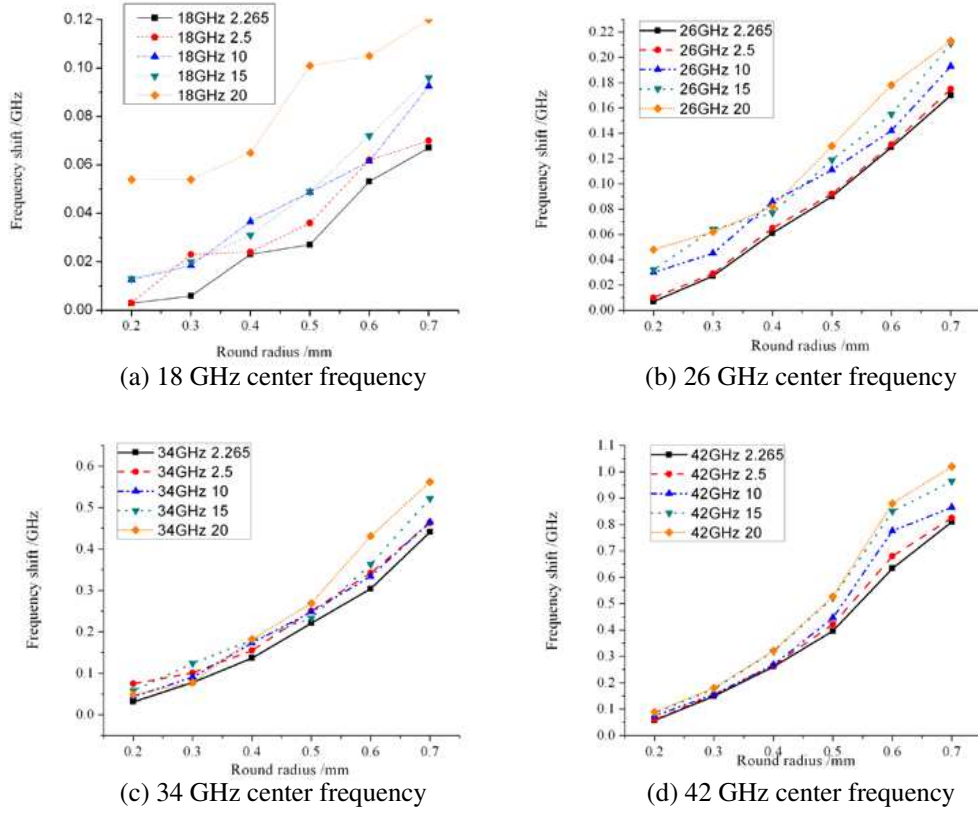 0.12
0.10
0.08
0.06
0.04
0.02
0.00
Frequency shift /GHz
18GHz 2.265
18GHz 2.5
18GHz 10
18GHz 15
18GHz 20
0.2 0.3 0.4 0.5 0.6 0.7
Round radius /mm
(a) 18 GHz center frequency
0.22
0.20
0.18
0.16
0.14
0.12
0.10
0.08
0.06
0.04
0.02
0.00
Frequency shift /GHz
26GHz 2.265
26GHz 2.5
26GHz 10
26GHz 15
26GHz 20
0.2 0.3 0.4 0.5 0.6 0.7
Round radius /mm
(b) 26 GHz center frequency
0.6
0.5
0.4
0.3
0.2
0.1
0.0
Frequency shift /GHz
34GHz 2.265
34GHz 2.5
34GHz 10
34GHz 15
34GHz 20
0.2 0.3 0.4 0.5 0.6 0.7
Round radius /mm
(c) 34 GHz center frequency
1.1
1.0
0.9
0.8
0.7
0.6
0.5
0.4
0.3
0.2
0.1
0.0
Frequency shift /GHz
42GHz 2.265
42GHz 2.5
42GHz 10
42GHz 15
42GHz 20
0.2 0.3 0.4 0.5 0.6 0.7
Round radius /mm
(d) 42 GHz center frequency